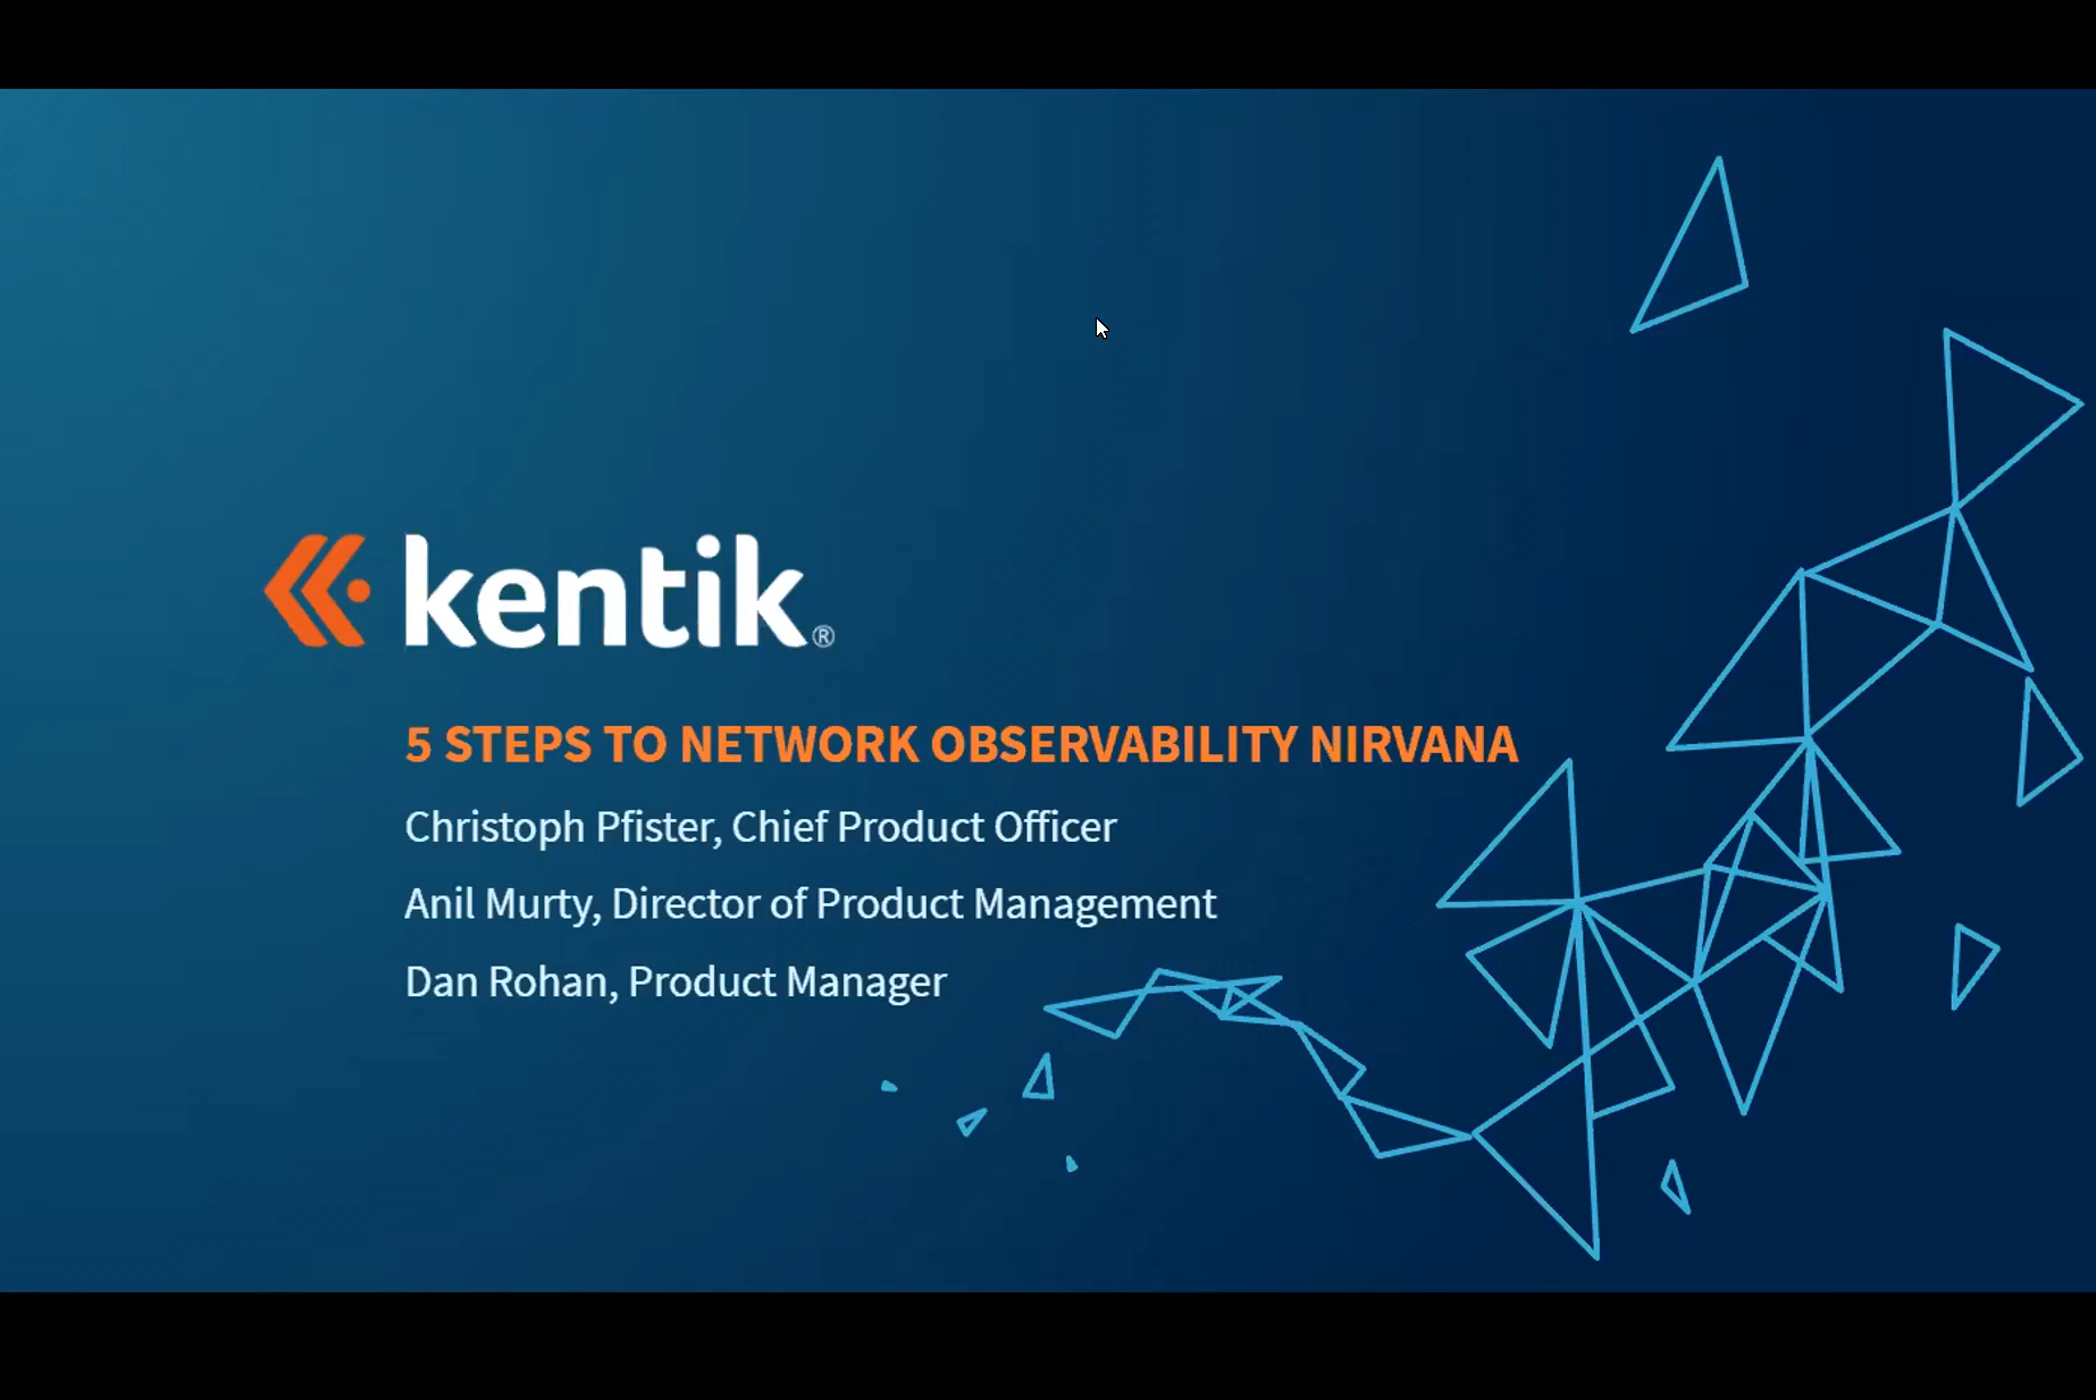 kentik®
5 STEPS TO NETWORK OBSERVABILITY NIRVANA
Christoph Pfister, Chief Product Officer
Anil Murty, Director of Product Management
Dan Rohan, Product Manager